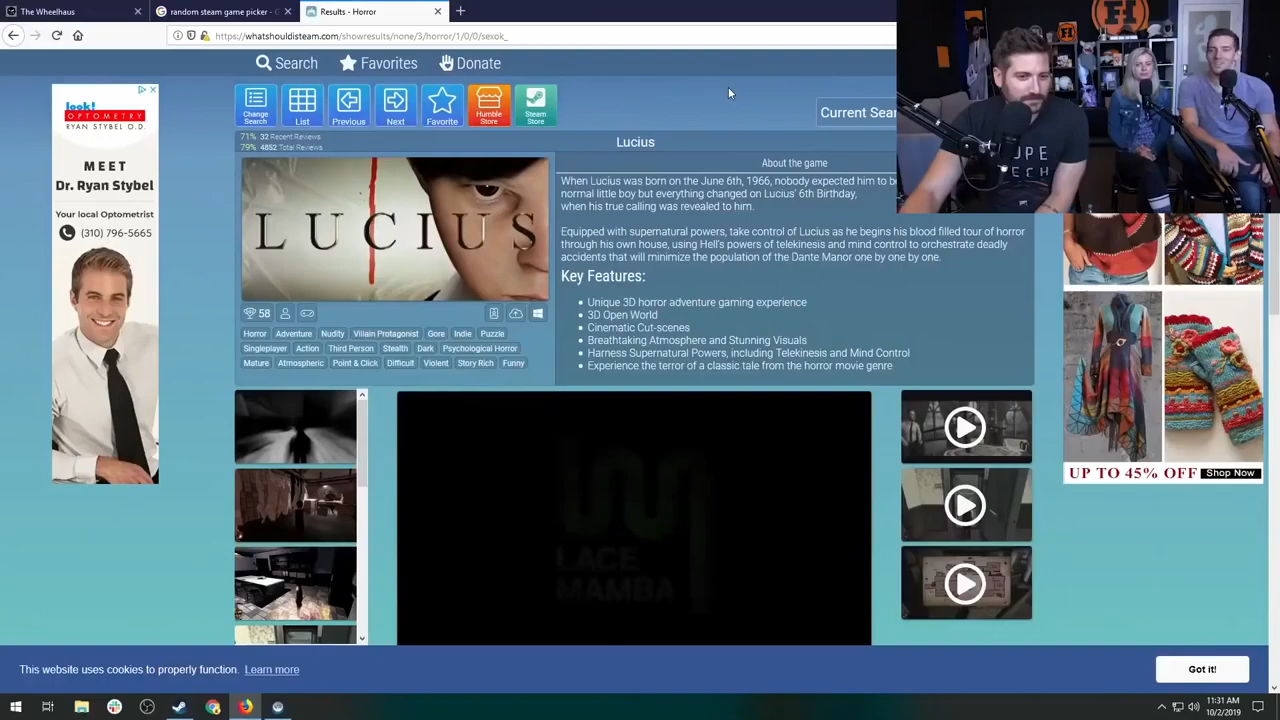 The Wheelhaus
random steam game picker - G
Results - Horror
https://whatshouldisteam.com/showresults/none/3/horror/1/0/0/sexok_
Search
Favorites
Donate
Change Search
List
Previous
Next
Favorite
Humble Store
Steam Store
Current Sear
71% 32 Recent Reviews
79% 4852 Total Reviews
Lucius
About the game
LUCIUS
When Lucius was born on the June 6th, 1966, nobody expected him to be
normal little boy but everything changed on Lucius' 6th Birthday,
when his true calling was revealed to him.
Equipped with supernatural powers, take control of Lucius as he begins his blood filled tour of horror
through his own house, using Hell's powers of telekinesis and mind control to orchestrate deadly
accidents that will minimize the population of the Dante Manor one by one by one.
Key Features:
Unique 3D horror adventure gaming experience
3D Open World
Cinematic Cut-scenes
Breathtaking Atmosphere and Stunning Visuals
Harness Supernatural Powers, including Telekinesis and Mind Control
Experience the terror of a classic tale from the horror movie genre
58
Horror Adventure Nudity Villain Protagonist Gore Indie Puzzle
Singleplayer Action Third Person Stealth Dark Psychological Horror
Mature Atmospheric Point & Click Difficult Violent Story Rich Funny
LACE
MAMBA
look!
OPTOMETRY
RYAN STYBEL O.D.
MEET
Dr. Ryan Stybel
Your local Optometrist
(310) 796-5665
UP TO 45% OFF Shop Now
This website uses cookies to properly function. Learn more
Got it!
11:31 AM
10/2/2019